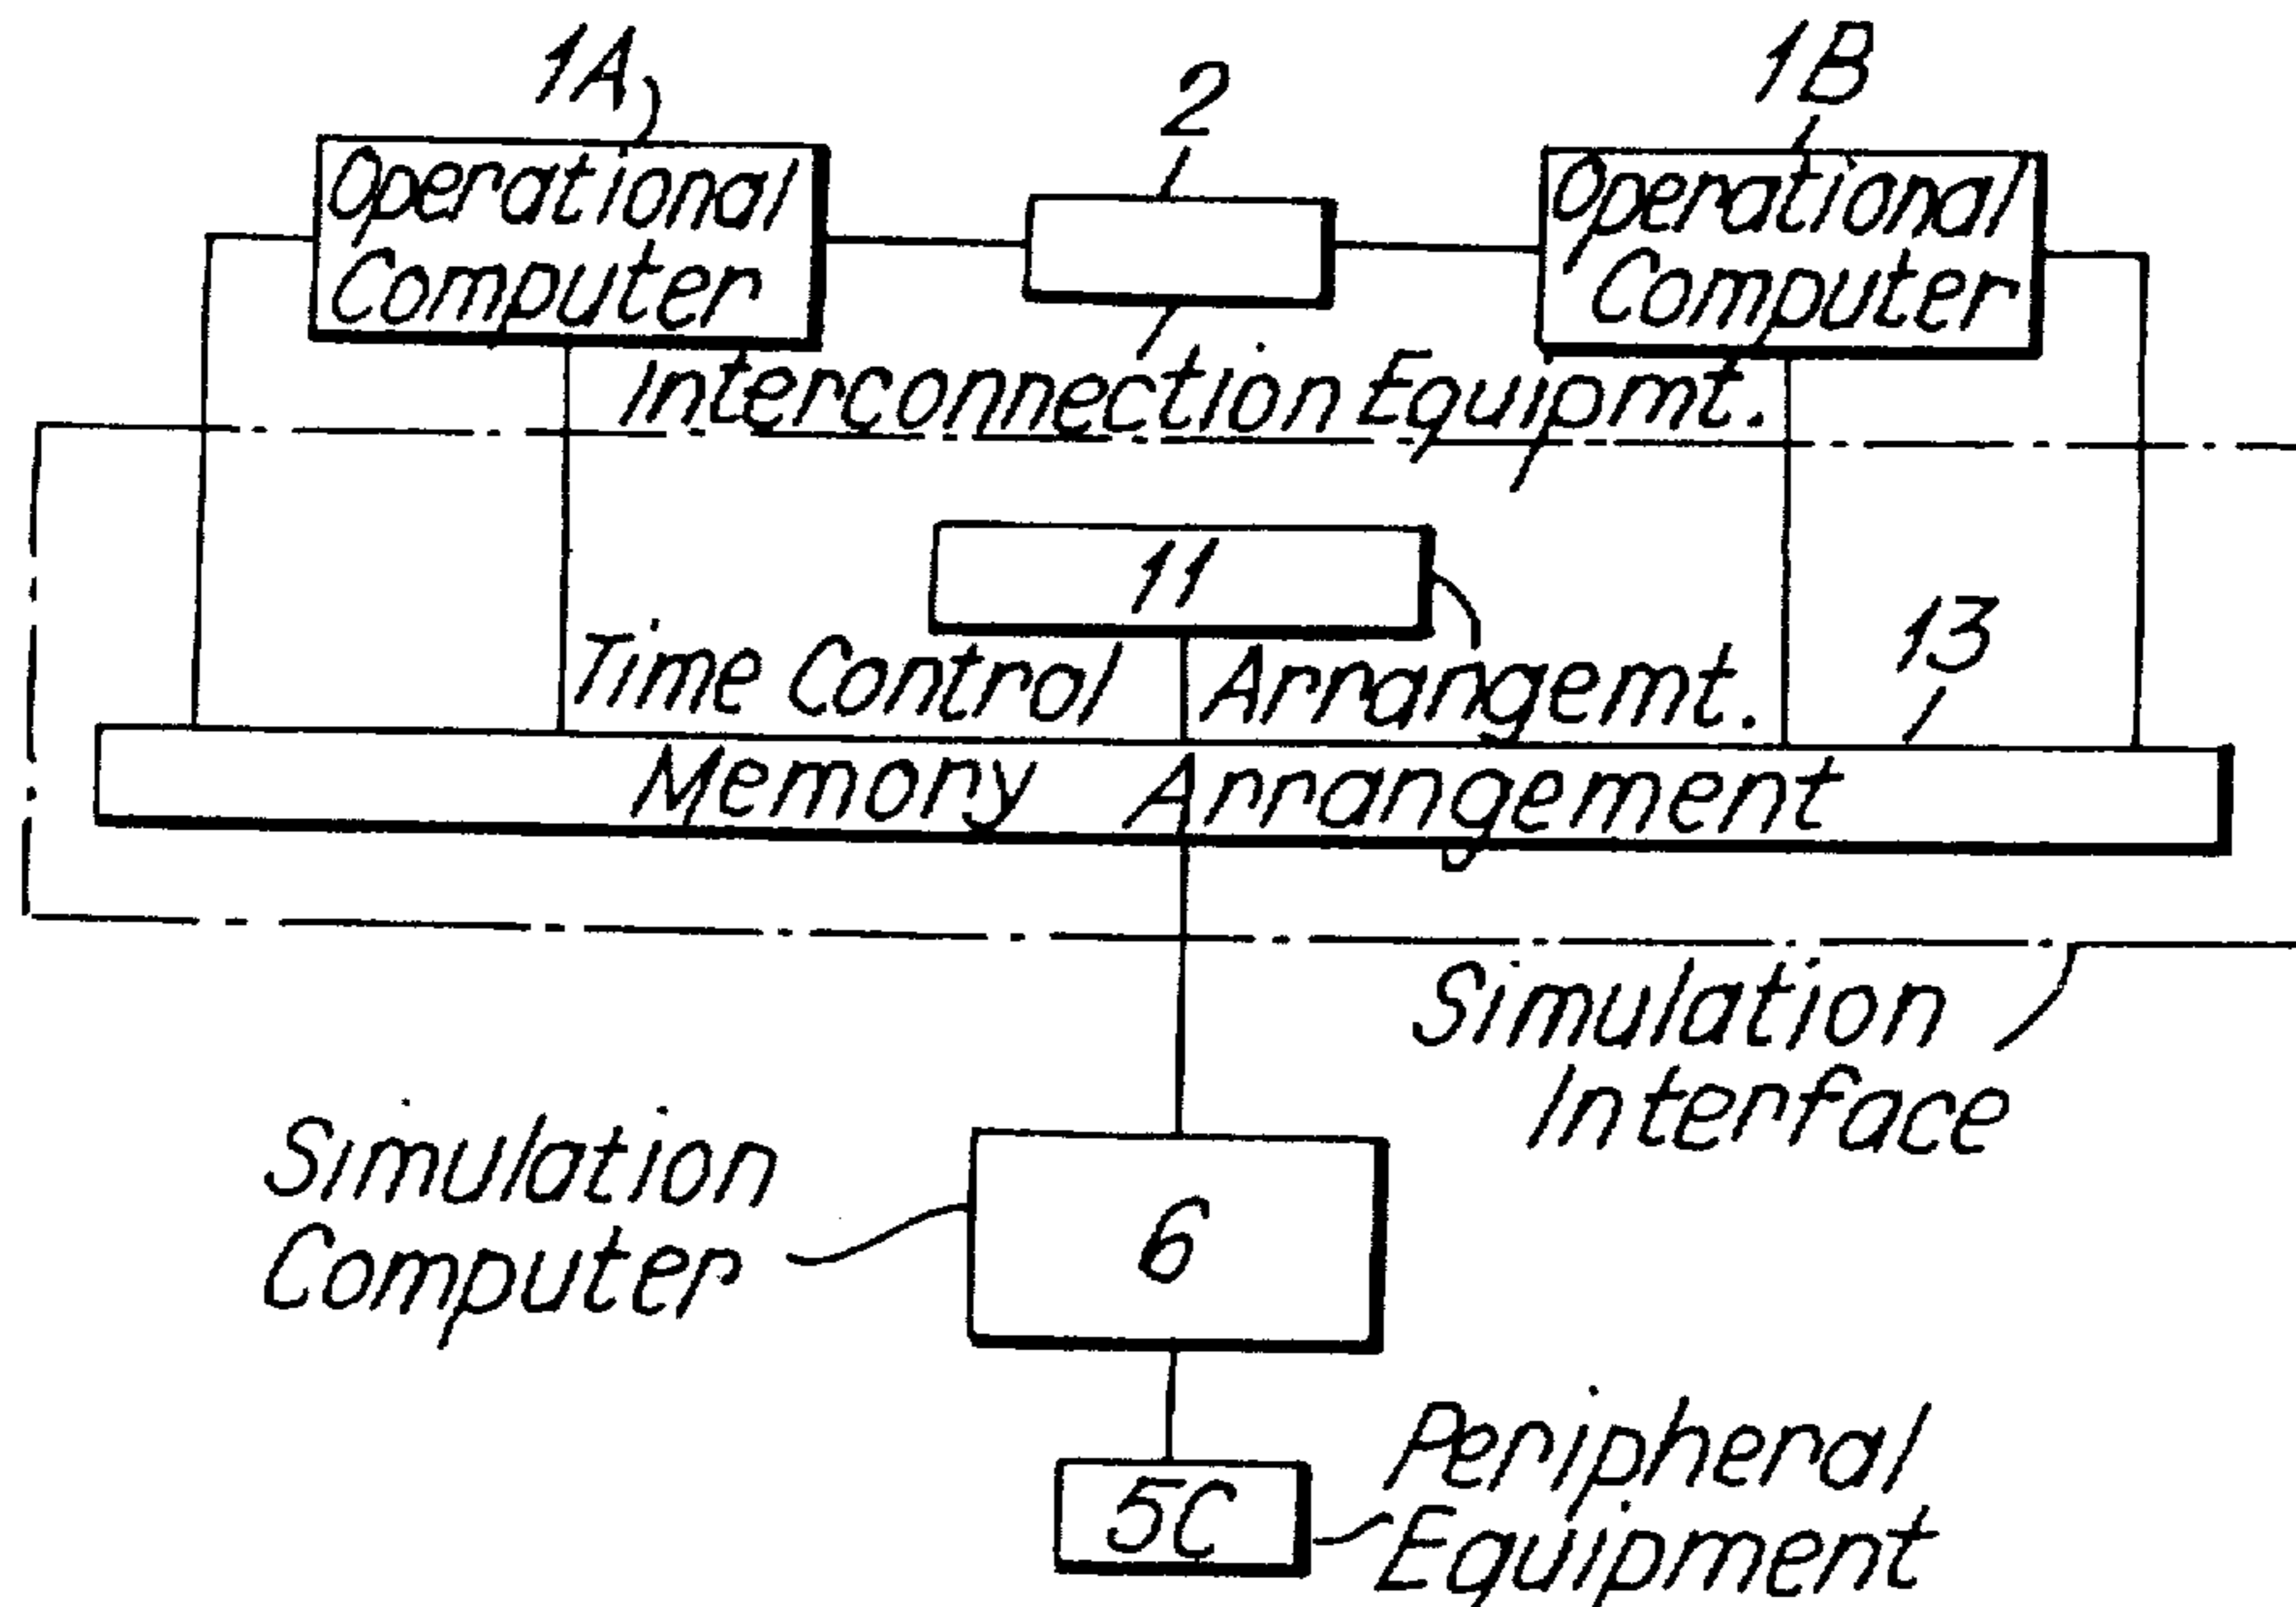 1A
2
1B
Operational
Computer
Operational
Computer
Interconnection Equipmt.
11
Time Control Arrangemt.
13
Memory Arrangement
Simulation
Interface
Simulation
Computer
6
5C
Peripheral
Equipment